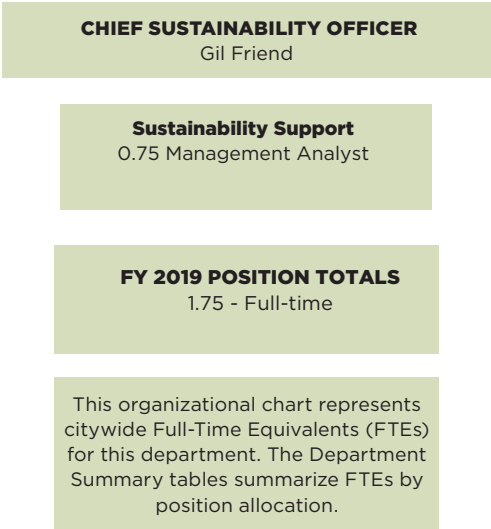 CHIEF SUSTAINABILITY OFFICER
Gil Friend
Sustainability Support
0.75 Management Analyst
FY 2019 POSITION TOTALS
1.75 - Full-time
This organizational chart represents
citywide Full-Time Equivalents (FTEs)
for this department. The Department
Summary tables summarize FTEs by
position allocation.